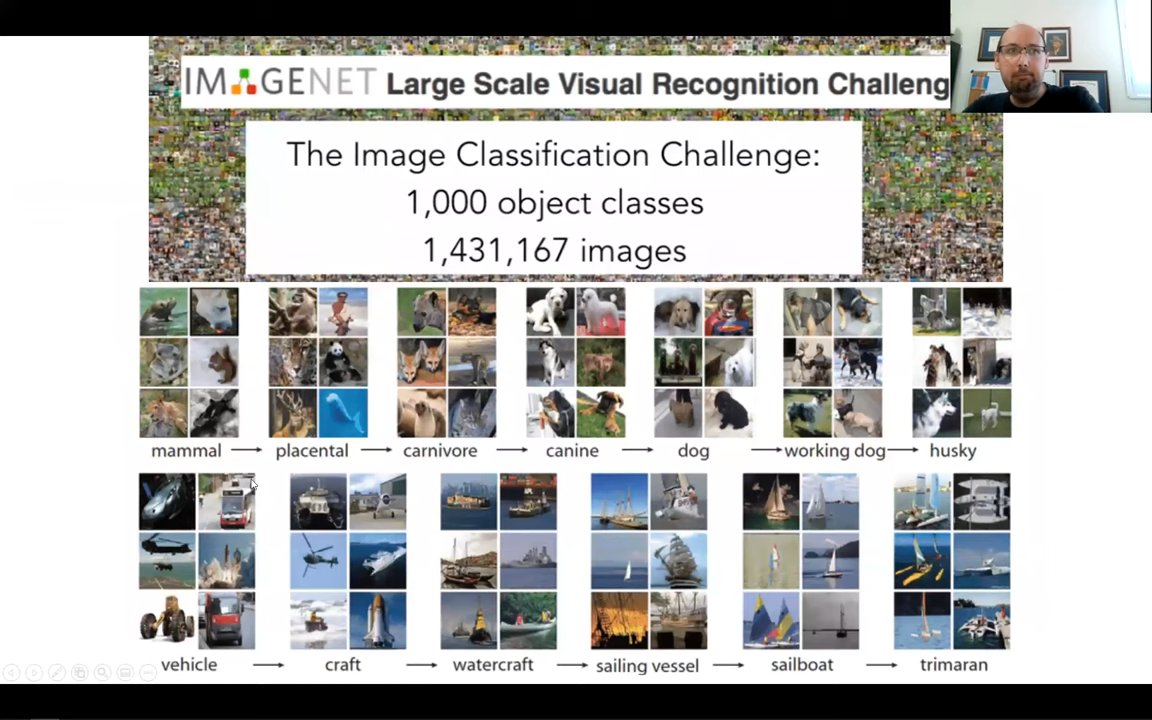 IMAGENET Large Scale Visual Recognition Challeng
The Image Classification Challenge:
1,000 object classes
1,431,167 images
mammal placental carnivore canine dog working dog husky
vehicle craft watercraft sailing vessel sailboat trimaran